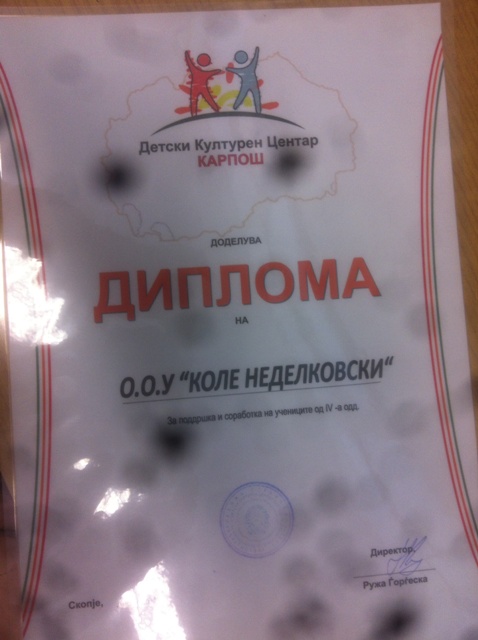 Детски Културен Центар
КАРПОШ
ДОДЕЛУВА
ДИПЛОМА
НА
О.О.У “КОЛЕ НЕДЕЛКОВСКИ“
За поддршка и соработка на учениците од IV -а одд.
Директор,
Ружа Ѓорѓеска
Скопје,